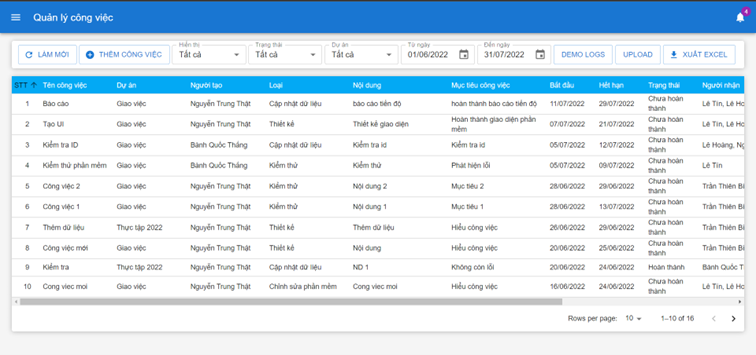 Quản lý công việc
4
LÀM MỚI THÊM CÔNG VIỆC Hiển thị Tất cả Trạng thái Tất cả Dự án Tất cả Từ ngày 01/06/2022 Đến ngày 31/07/2022 DEMO LOGS UPLOAD XUẤT EXCEL
STT Tên công việc Dự án Người tạo Loại Nội dung Mục tiêu công việc Bắt đầu Hết hạn Trạng thái Người nhận
1 Báo cáo Giao việc Nguyễn Trung Thật Cập nhật dữ liệu báo cáo tiến độ hoàn thành báo cáo tiến độ 11/07/2022 29/07/2022 Chưa hoàn thành Lê Tín, Lê Ho
2 Tạo UI Giao việc Nguyễn Trung Thật Thiết kế Thiết kế giao diện Hoàn thành giao diện phần mềm 07/07/2022 21/07/2022 Chưa hoàn thành Lê Tín, Lê Ho
3 Kiểm tra ID Giao việc Bành Quốc Thắng Cập nhật dữ liệu Kiểm tra id Kiểm tra id 05/07/2022 12/07/2022 Chưa hoàn thành Lê Hoàng, Ng
4 Kiểm thử phần mềm Giao việc Bành Quốc Thắng Kiểm thử Kiểm thử Phát hiện lỗi 05/07/2022 09/07/2022 Chưa hoàn thành Lê Tín
5 Công việc 2 Giao việc Nguyễn Trung Thật Kiểm thử Nội dung 2 Mục tiêu 2 28/06/2022 29/06/2022 Chưa hoàn thành Trần Thiên Bì
6 Công việc 1 Giao việc Nguyễn Trung Thật Kiểm thử Nội dung 1 Mục tiêu 1 28/06/2022 13/07/2022 Chưa hoàn thành Trần Thiên Bì
7 Thêm dữ liệu Thực tập 2022 Nguyễn Trung Thật Thiết kế Thêm dữ liệu Hiểu công việc 26/06/2022 29/06/2022 Chưa hoàn thành Trần Thiên Bì
8 Công việc mới Giao việc Nguyễn Trung Thật Thiết kế Nội dung Hiểu công việc 20/06/2022 25/06/2022 Chưa hoàn thành Trần Thiên Bì
9 Kiểm tra Thực tập 2022 Nguyễn Trung Thật Cập nhật dữ liệu ND 1 Không còn lỗi 20/06/2022 24/06/2022 Hoàn thành Bành Quốc T
10 Cong viec moi Giao việc Nguyễn Trung Thật Chỉnh sửa phần mềm Cong viec moi Hiểu công việc 16/06/2022 24/06/2022 Chưa hoàn thành Lê Tín, Lê Ho
Rows per page: 10 1–10 of 16